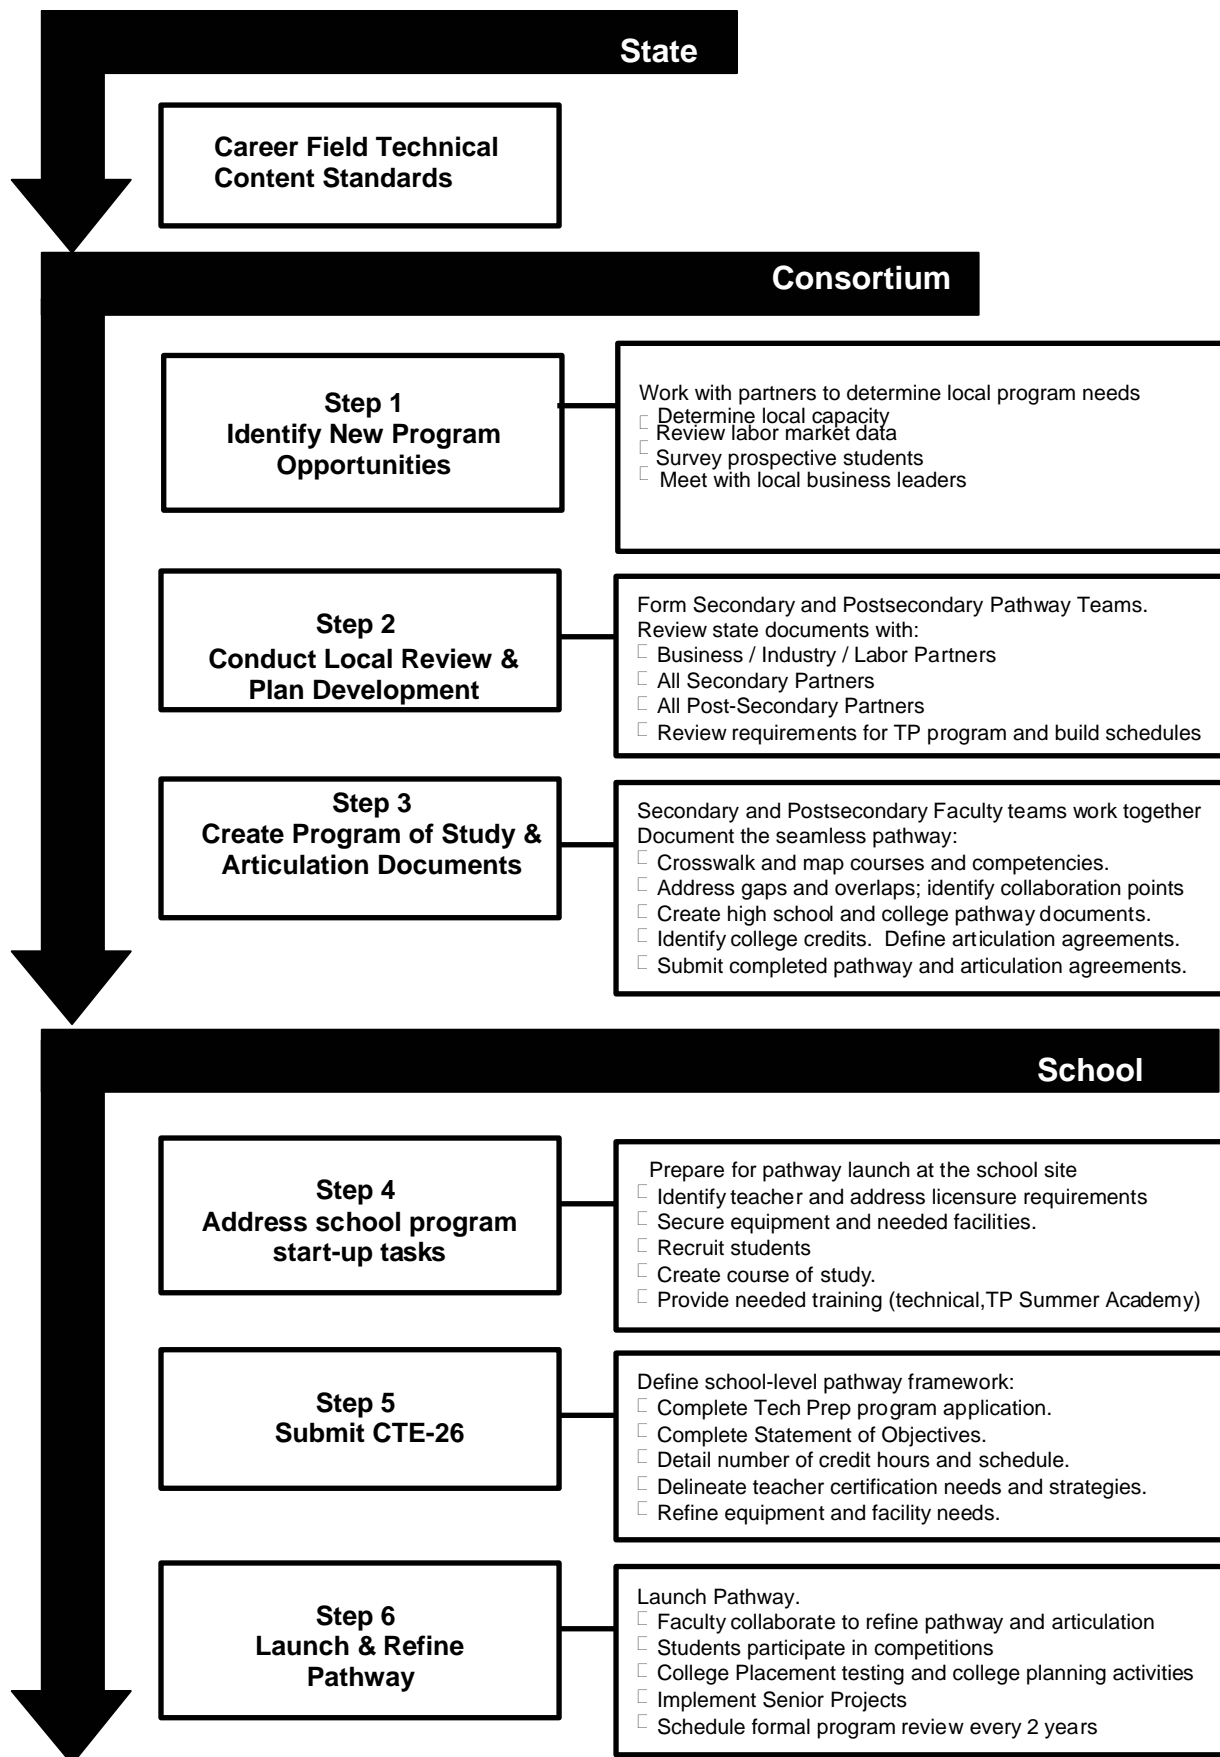 State
Career Field Technical
Content Standards
Consortium
Step 1
Identify New Program
Opportunities
Work with partners to determine local program needs
Determine local capacity
Review labor market data
Survey prospective students
Meet with local business leaders
Step 2
Conduct Local Review &
Plan Development
Form Secondary and Postsecondary Pathway Teams.
Review state documents with:
Business / Industry / Labor Partners
All Secondary Partners
All Post-Secondary Partners
Review requirements for TP program and build schedules
Step 3
Create Program of Study &
Articulation Documents
Secondary and Postsecondary Faculty teams work together
Document the seamless pathway:
Crosswalk and map courses and competencies.
Address gaps and overlaps; identify collaboration points
Create high school and college pathway documents.
Identify college credits.  Define articulation agreements.
Submit completed pathway and articulation agreements.
School
Step 4
Address school program
start-up tasks
Prepare for pathway launch at the school site
Identify teacher and address licensure requirements
Secure equipment and needed facilities.
Recruit students
Create course of study.
Provide needed training (technical,TP Summer Academy)
Step 5
Submit CTE-26
Define school-level pathway framework:
Complete Tech Prep program application.
Complete Statement of Objectives.
Detail number of credit hours and schedule.
Delineate teacher certification needs and strategies.
Refine equipment and facility needs.
Step 6
Launch & Refine
Pathway
Launch Pathway.
Faculty collaborate to refine pathway and articulation
Students participate in competitions
College Placement testing and college planning activities
Implement Senior Projects
Schedule formal program review every 2 years